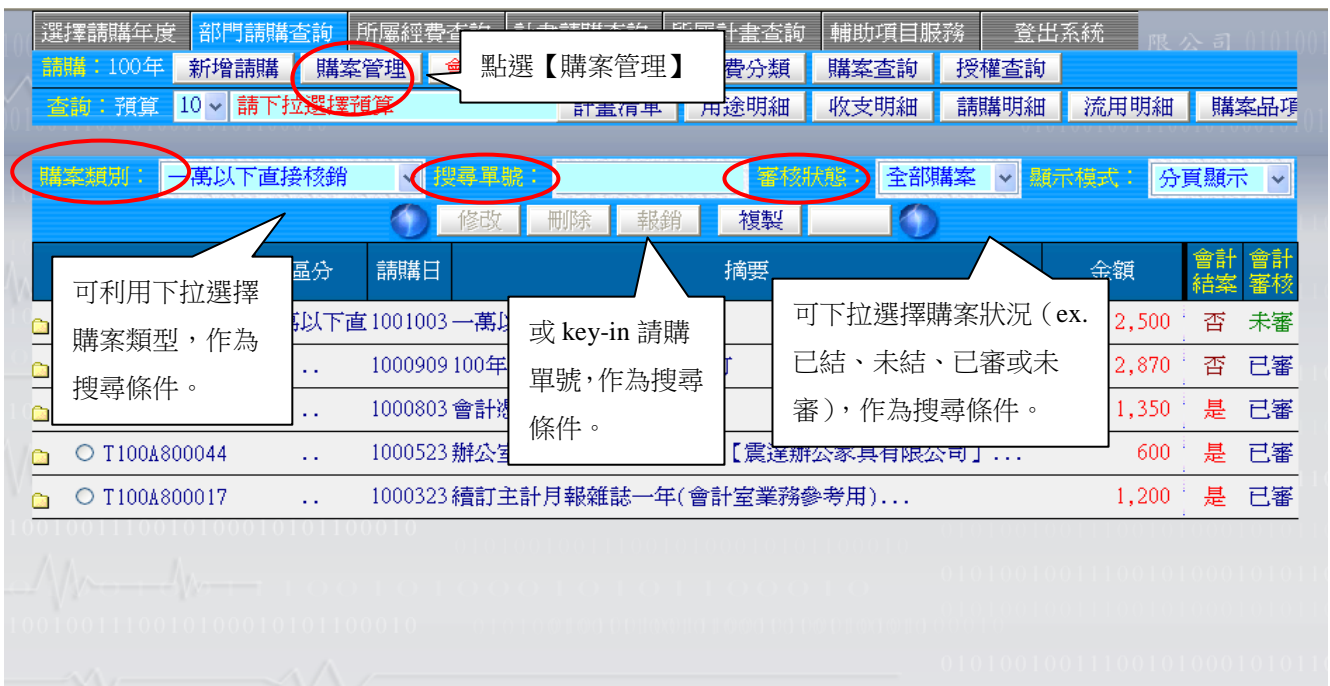 選擇請購年度 部門請購查詢 所屬經費查詢 計畫請購查詢 所屬計畫查詢 輔助項目服務 登出系統 限公司
請購：100年 新增請購 購案管理 費分類 購案查詢 授權查詢
點選【購案管理】
查詢：預算 10 請下拉選擇預算 計畫清單 用途明細 收支明細 請購明細 流用明細 購案品項
購案類別： 一萬以下直接核銷 搜尋單號： 審核狀態： 全部購案 顯示模式： 分頁顯示
修改 刪除 報銷 複製
區分 請購日 摘要 金額 會計結案 會計審核
可利用下拉選擇
購案類型，作為
搜尋條件。
或 key-in 請購
單號，作為搜尋
條件。
可下拉選擇購案狀況（ex.
已結、未結、已審或未
審），作為搜尋條件。
以下直 1001003 一萬以 2,500 否 未審
.. 1000909 100年 2,870 否 已審
.. 1000803 會計憑 1,350 是 已審
T100A800044 .. 1000523 辦公室 【震達辦公家具有限公司】... 600 是 已審
T100A800017 .. 1000323 續訂主計月報雜誌一年(會計室業務參考用)... 1,200 是 已審